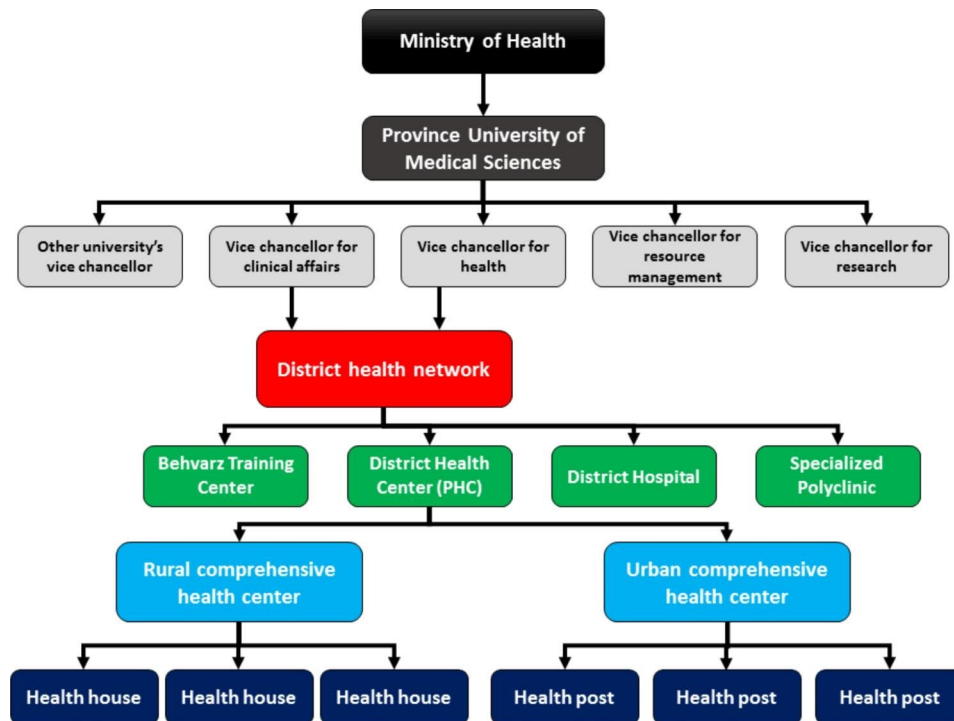 Ministry of Health
Province University of
Medical Sciences
Other university's
vice chancellor
Vice chancellor for
clinical affairs
Vice chancellor for
health
Vice chancellor for
resource
management
Vice chancellor for
research
District health network
Behvarz Training
Center
District Health
Center (PHC)
District Hospital
Specialized
Polyclinic
Rural comprehensive
health center
Urban comprehensive
health center
Health house
Health house
Health house
Health post
Health post
Health post